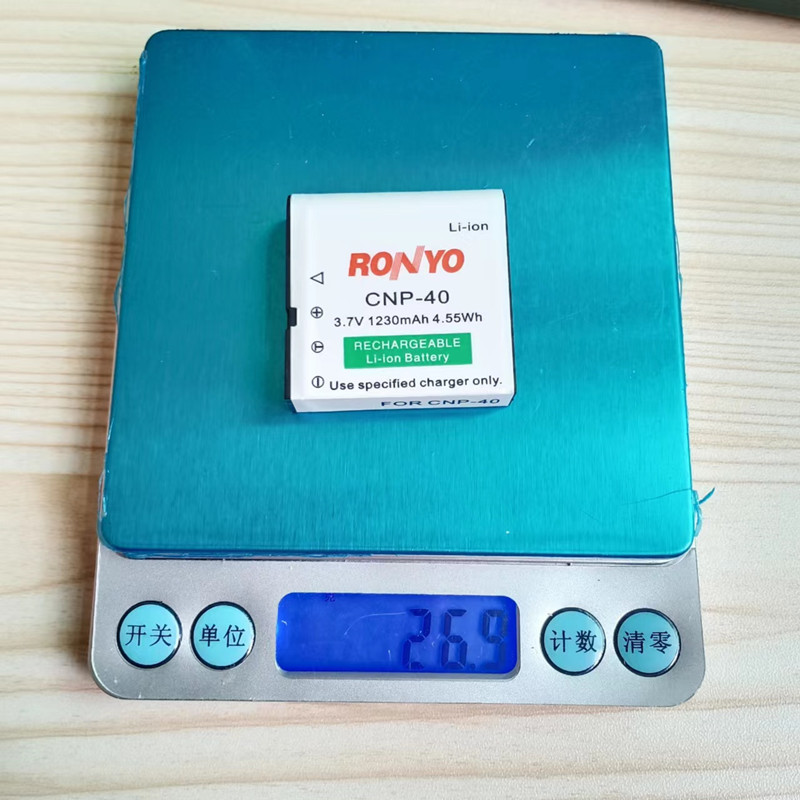 Li-ion
RONYO
CNP-40
3.7V 1230mAh 4.55Wh
RECHARGEABLE
Li-ion Battery
Use specified charger only.
FOR CNP-40
开关
单位
26.9
计数
清零